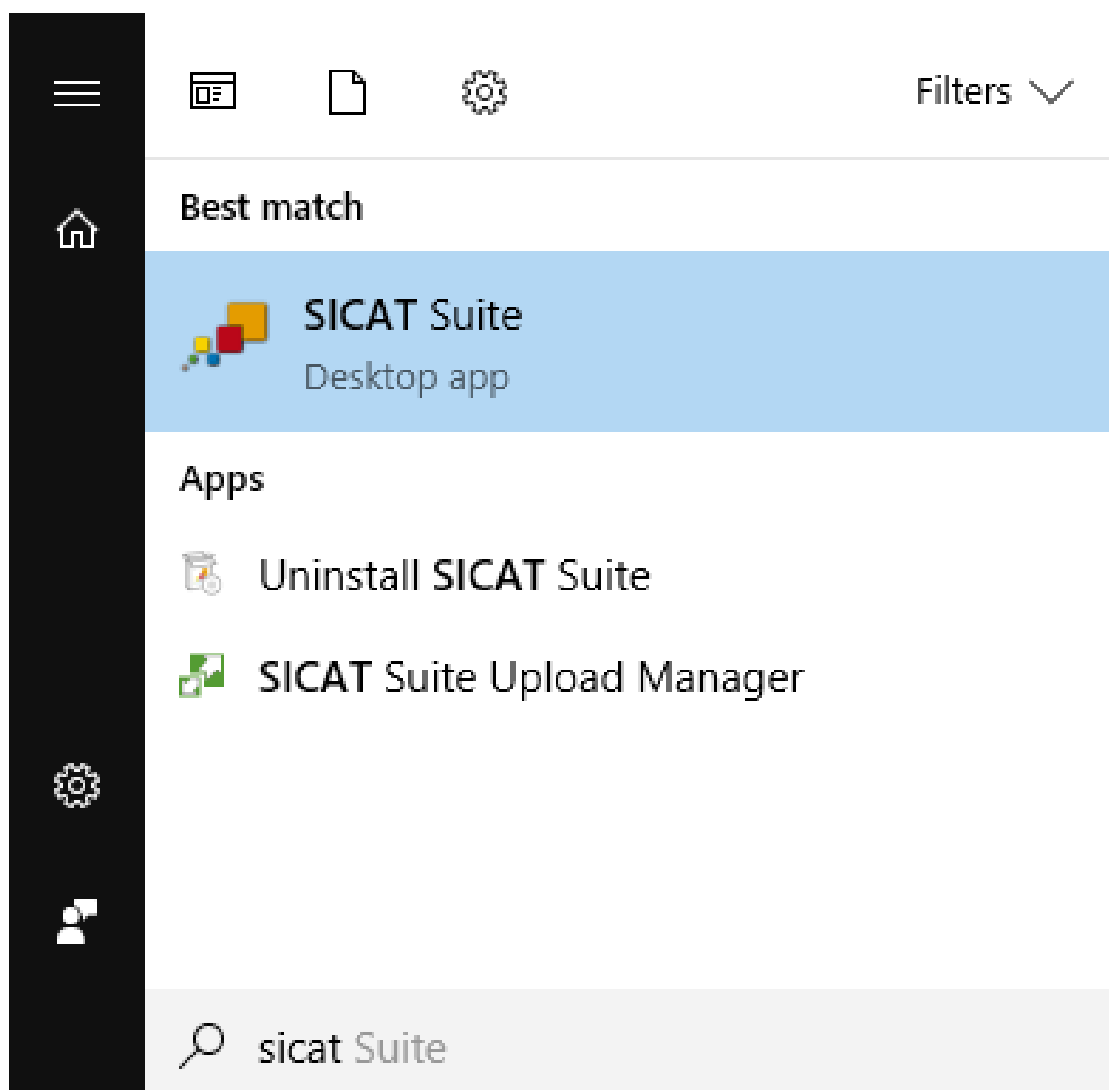 Filters
Best match
SICAT Suite
Desktop app
Apps
Uninstall SICAT Suite
SICAT Suite Upload Manager
sicat Suite